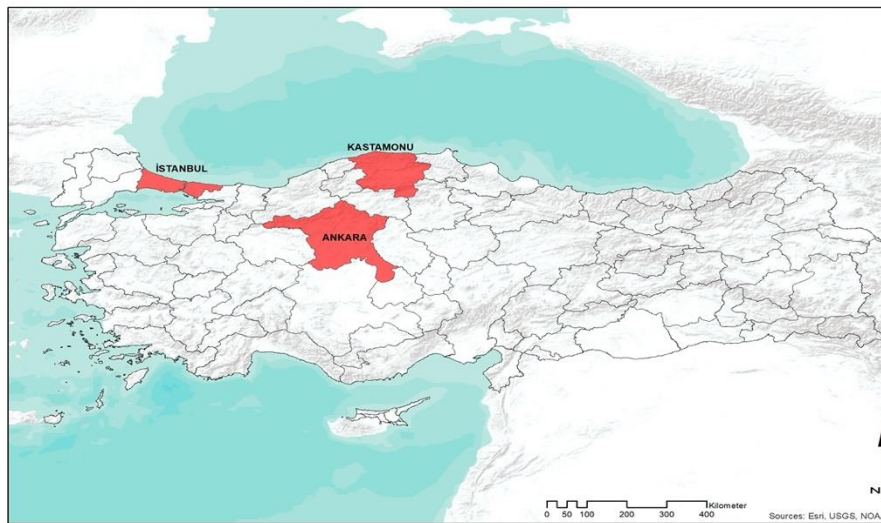 KASTAMONU
İSTANBUL
ANKARA
Kilometer
0 50 100 200 300 400
N
Sources: Esri, USGS, NOA